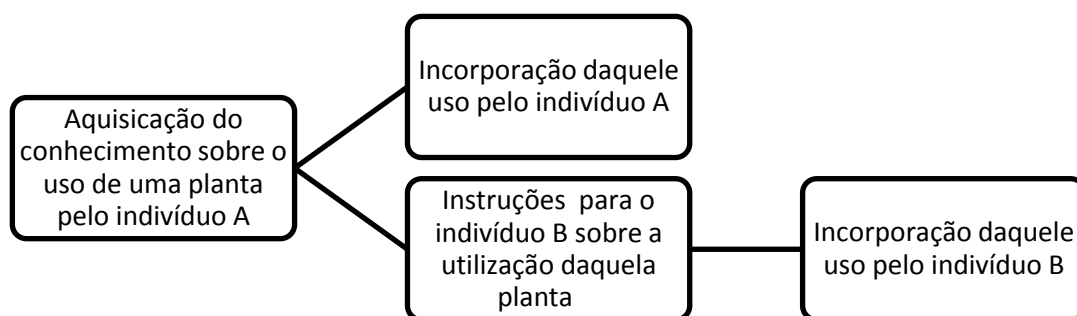 Aquisicação do
conhecimento sobre o
uso de uma planta
pelo indivíduo A
Incorporação daquele
uso pelo indivíduo A
Instruções para o
indivíduo B sobre a
utilização daquela
planta
Incorporação daquele
uso pelo indivíduo B